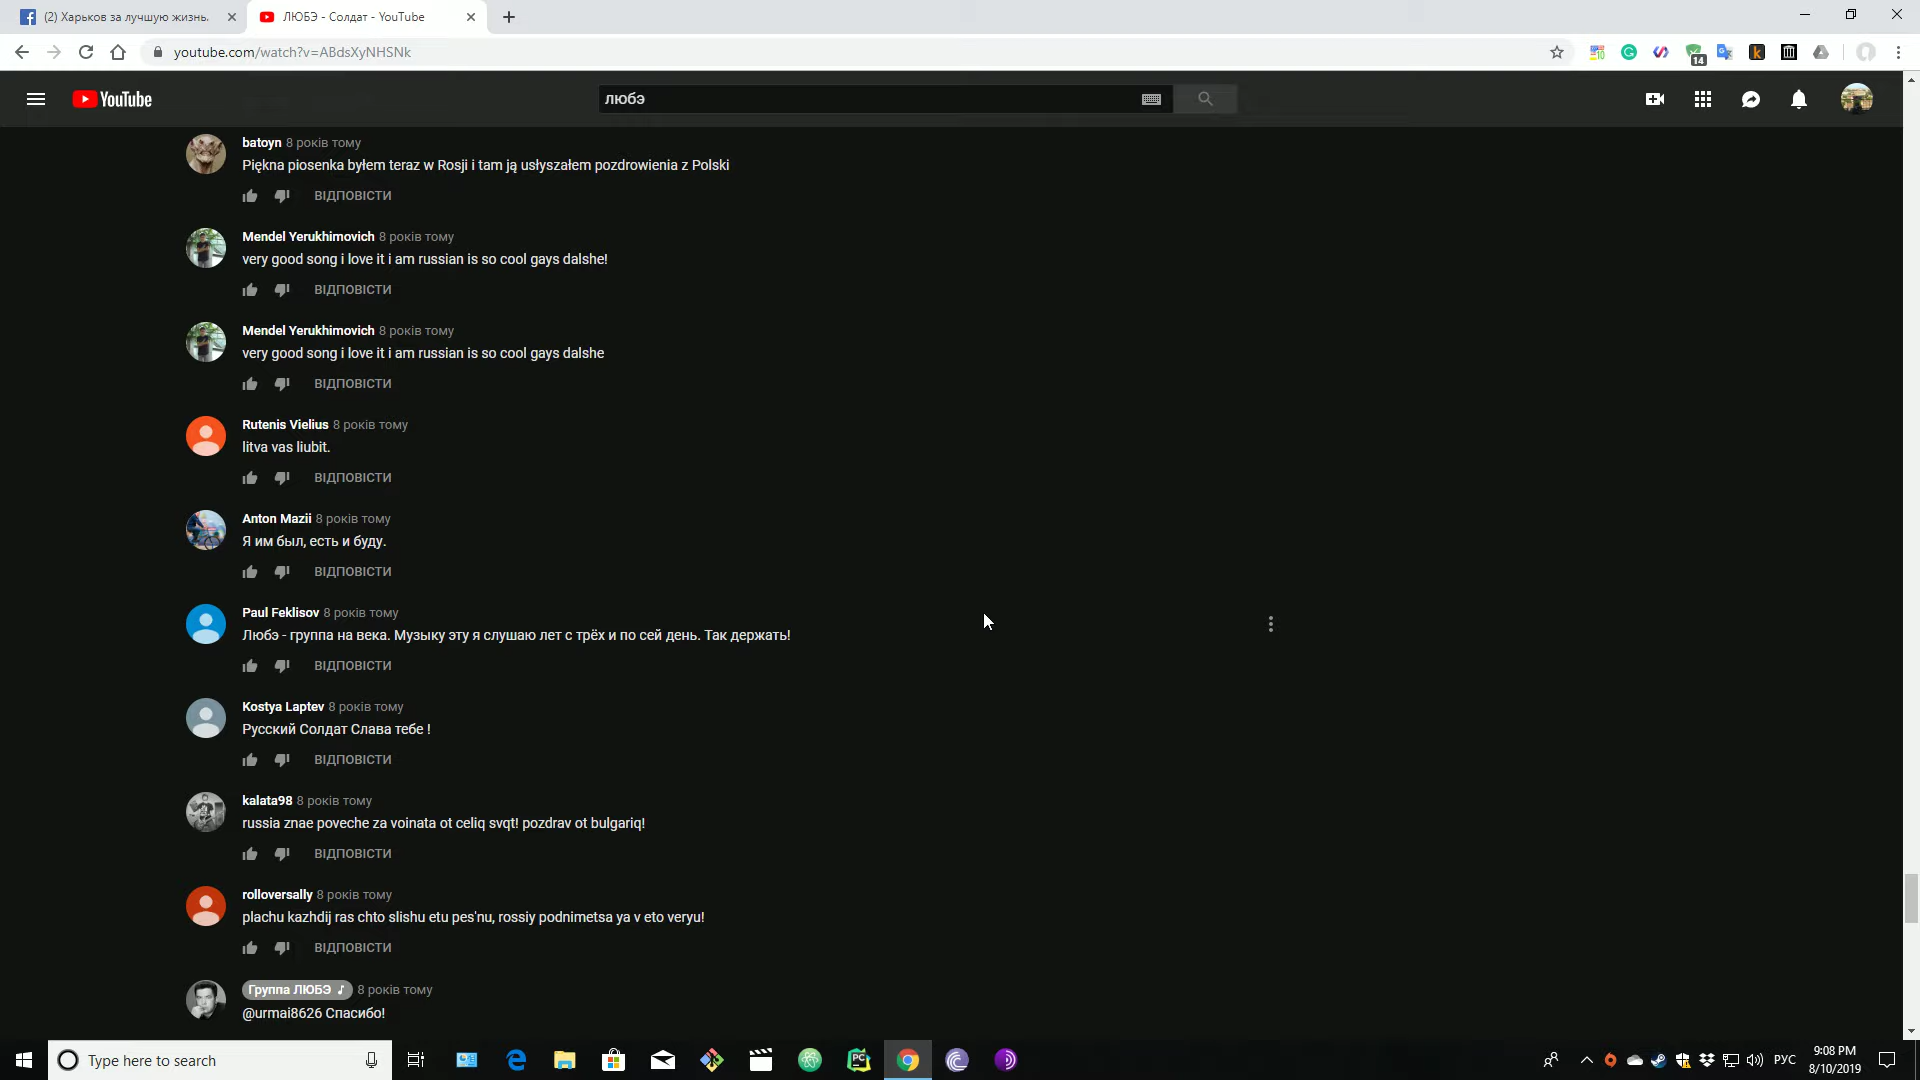 (2) Харьков за лучшую жизнь.
ЛЮБЭ - Солдат - YouTube
youtube.com/watch?v=ABdsXyNHSNk
10
14
YouTube
любэ
batoyn 8 років тому
Piękna piosenka byłem teraz w Rosji i tam ją usłyszałem pozdrowienia z Polski
ВІДПОВІСТИ
Mendel Yerukhimovich 8 років тому
very good song i love it i am russian is so cool gays dalshe!
ВІДПОВІСТИ
Mendel Yerukhimovich 8 років тому
very good song i love it i am russian is so cool gays dalshe
ВІДПОВІСТИ
Rutenis Vielius 8 років тому
litva vas liubit.
ВІДПОВІСТИ
Anton Mazii 8 років тому
Я им был, есть и буду.
ВІДПОВІСТИ
Paul Feklisov 8 років тому
Любэ - группа на века. Музыку эту я слушаю лет с трёх и по сей день. Так держать!
ВІДПОВІСТИ
Kostya Laptev 8 років тому
Русский Солдат Слава тебе !
ВІДПОВІСТИ
kalata98 8 років тому
russia znae poveche za voinata ot celiq svqt! pozdrav ot bulgariq!
ВІДПОВІСТИ
rolloversally 8 років тому
plachu kazhdij ras chto slishu etu pes'nu, rossiy podnimetsa ya v eto veryu!
ВІДПОВІСТИ
Группа ЛЮБЭ ♪ 8 років тому
@urmai8626 Спасибо!
Type here to search
PC
РУС
9:08 PM
8/10/2019